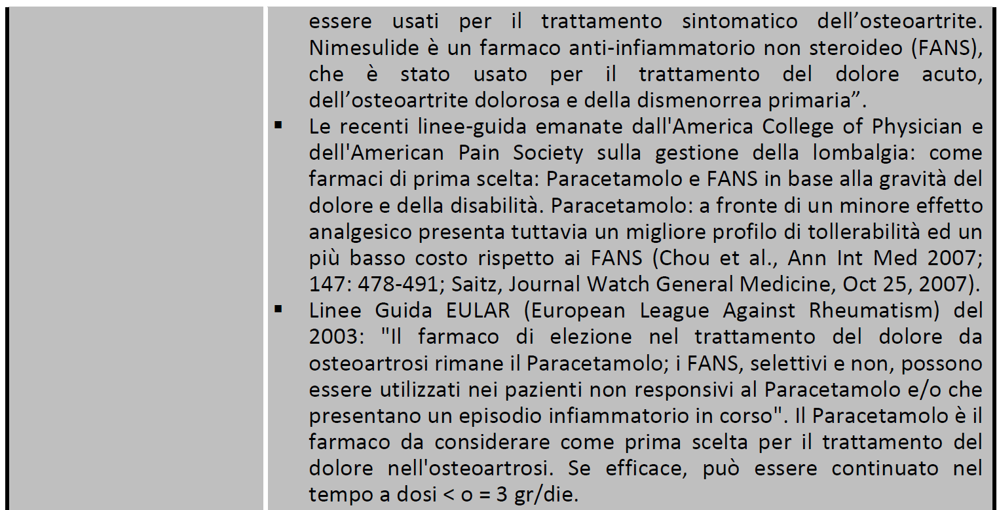 essere usati per il trattamento sintomatico dell’osteoartrite.
Nimesulide è un farmaco anti-infiammatorio non steroideo (FANS),
che è stato usato per il trattamento del dolore acuto,
dell’osteoartrite dolorosa e della dismenorrea primaria”.
▪ Le recenti linee-guida emanate dall'America College of Physician e
dell'American Pain Society sulla gestione della lombalgia: come
farmaci di prima scelta: Paracetamolo e FANS in base alla gravità del
dolore e della disabilità. Paracetamolo: a fronte di un minore effetto
analgesico presenta tuttavia un migliore profilo di tollerabilità ed un
più basso costo rispetto ai FANS (Chou et al., Ann Int Med 2007;
147: 478-491; Saitz, Journal Watch General Medicine, Oct 25, 2007).
▪ Linee Guida EULAR (European League Against Rheumatism) del
2003: "Il farmaco di elezione nel trattamento del dolore da
osteoartrosi rimane il Paracetamolo; i FANS, selettivi e non, possono
essere utilizzati nei pazienti non responsivi al Paracetamolo e/o che
presentano un episodio infiammatorio in corso". Il Paracetamolo è il
farmaco da considerare come prima scelta per il trattamento del
dolore nell'osteoartrosi. Se efficace, può essere continuato nel
tempo a dosi < o = 3 gr/die.